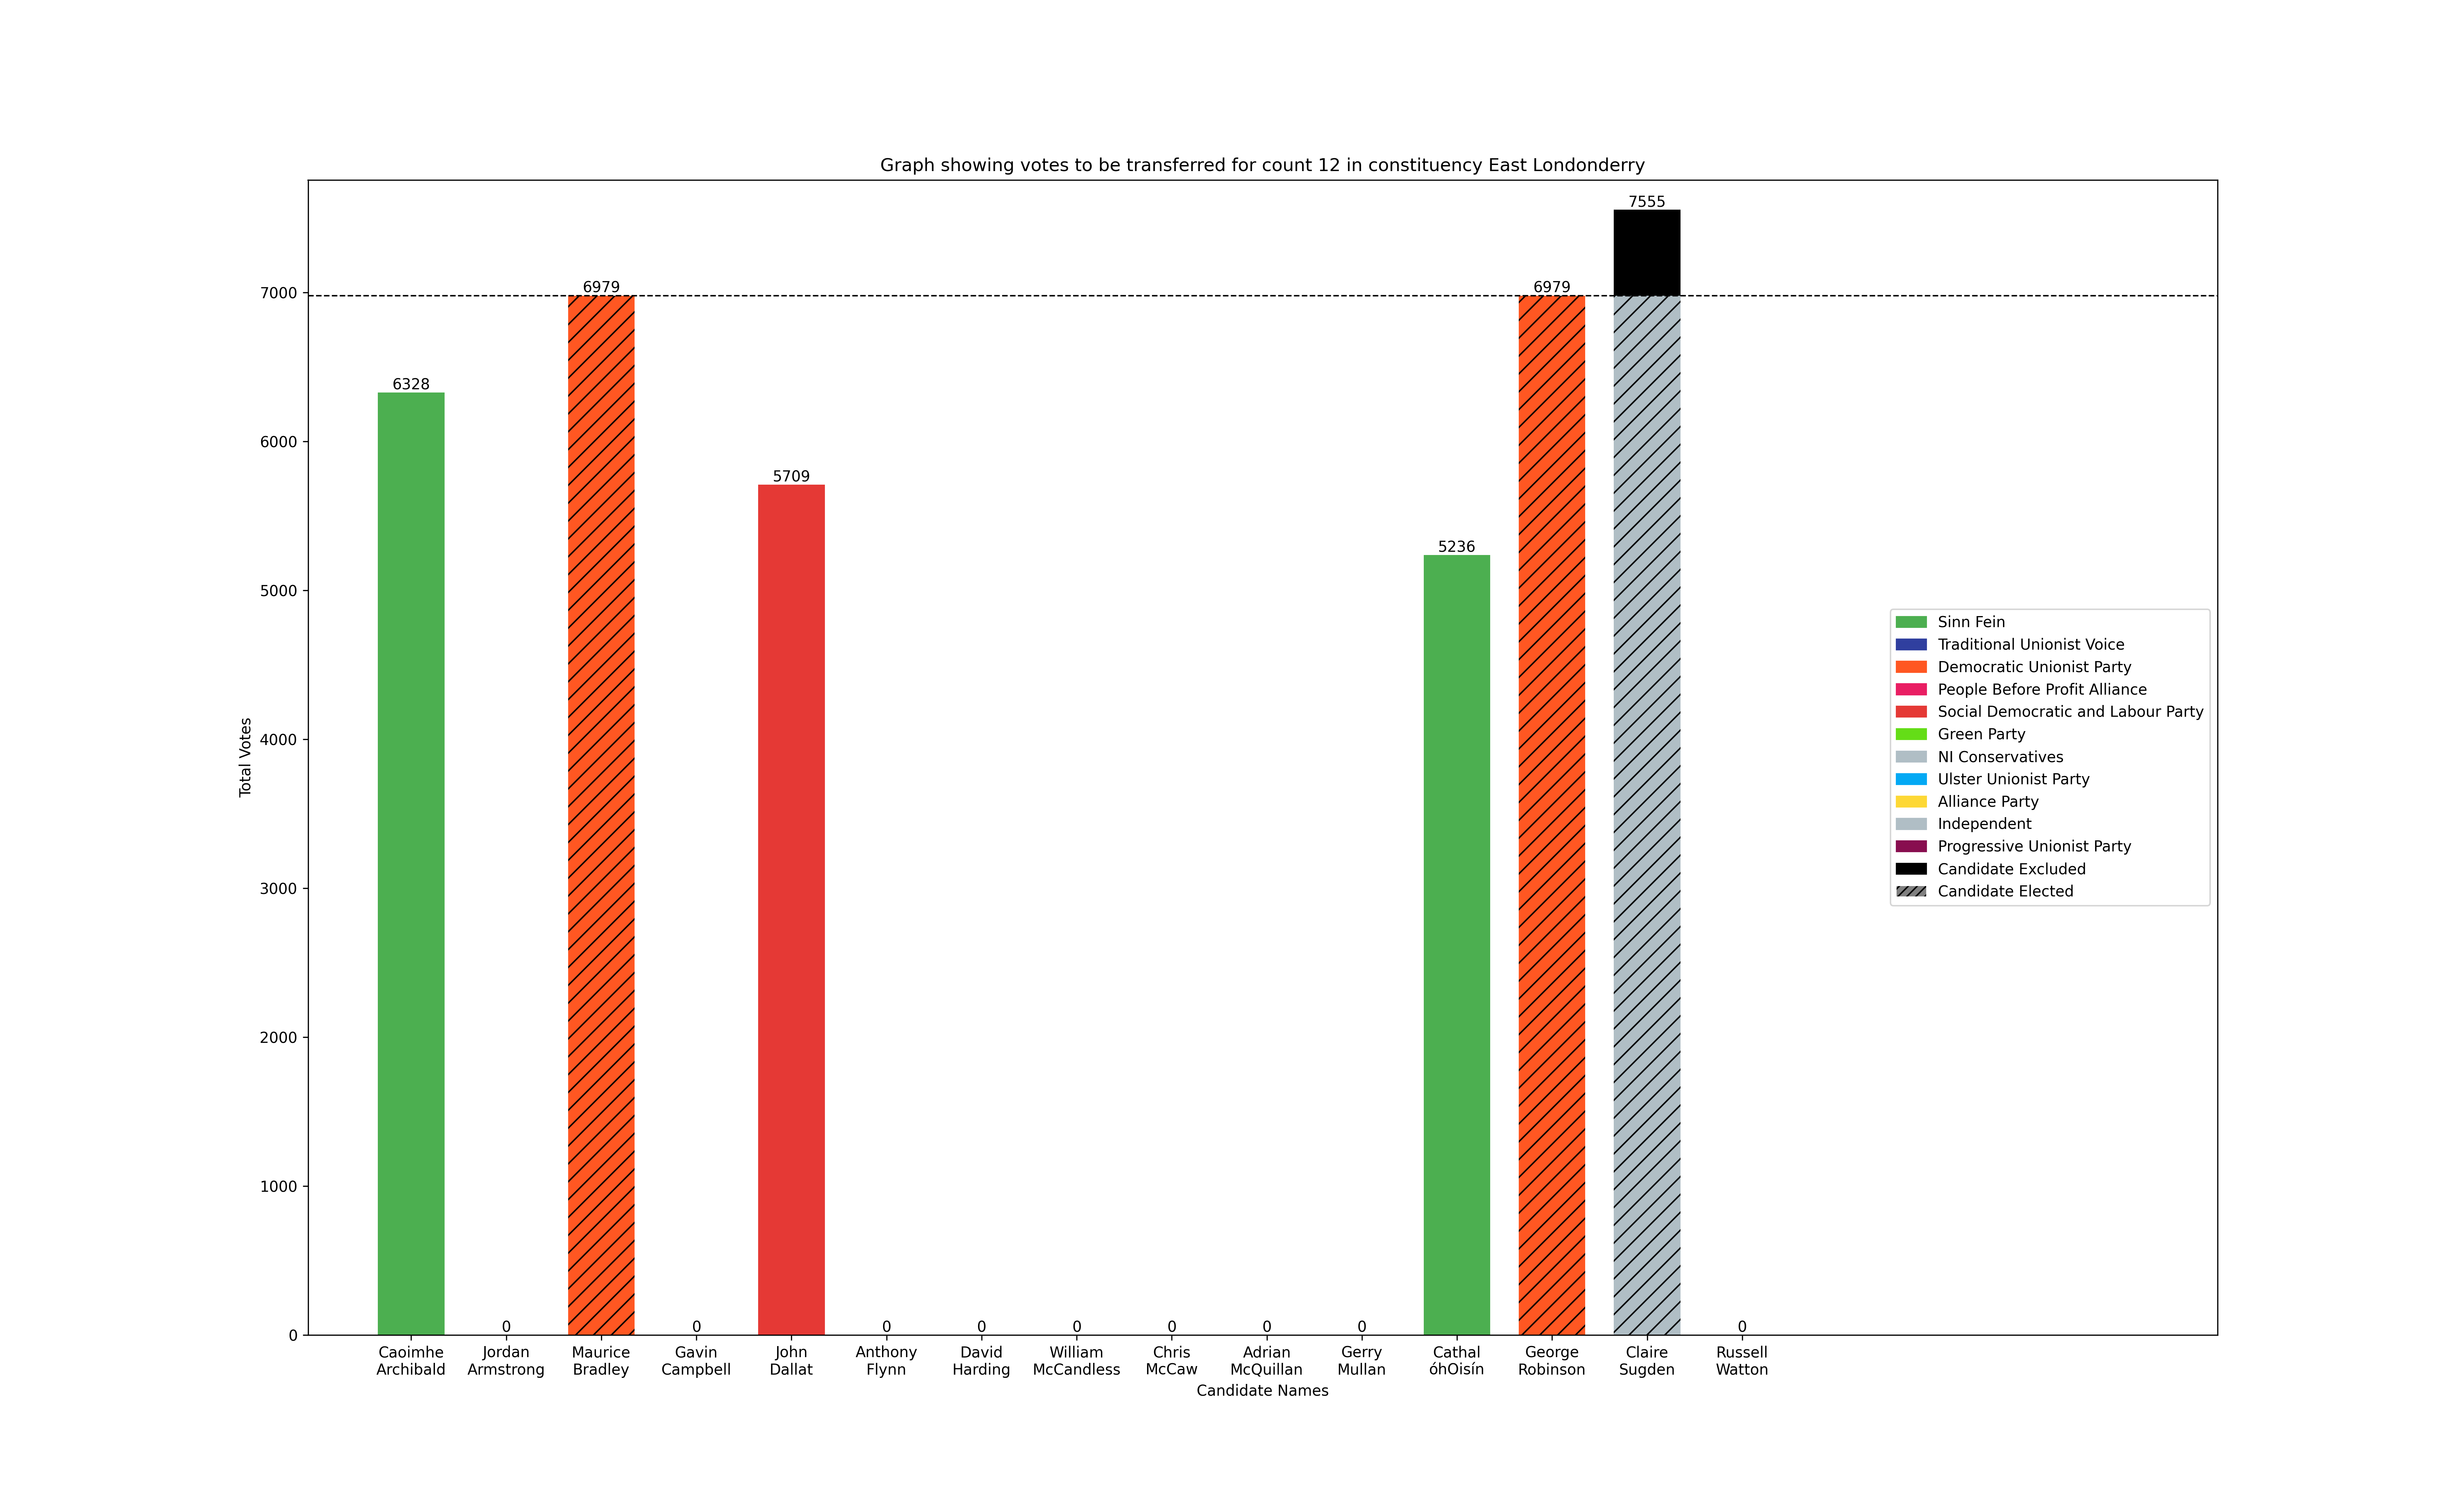 Graph showing votes to be transferred for count 12 in constituency East Londonderry
7555
7000
6979
6979
6328
6000
5709
5236
5000
4000
3000
2000
1000
0
0
0
0
0
0
0
0
0
0
Total Votes
Sinn Fein
Traditional Unionist Voice
Democratic Unionist Party
People Before Profit Alliance
Social Democratic and Labour Party
Green Party
NI Conservatives
Ulster Unionist Party
Alliance Party
Independent
Progressive Unionist Party
Candidate Excluded
Candidate Elected
Caoimhe
Archibald
Jordan
Armstrong
Maurice
Bradley
Gavin
Campbell
John
Dallat
Anthony
Flynn
David
Harding
William
McCandless
Chris
McCaw
Adrian
McQuillan
Gerry
Mullan
Cathal
óhOisín
George
Robinson
Claire
Sugden
Russell
Watton
Candidate Names